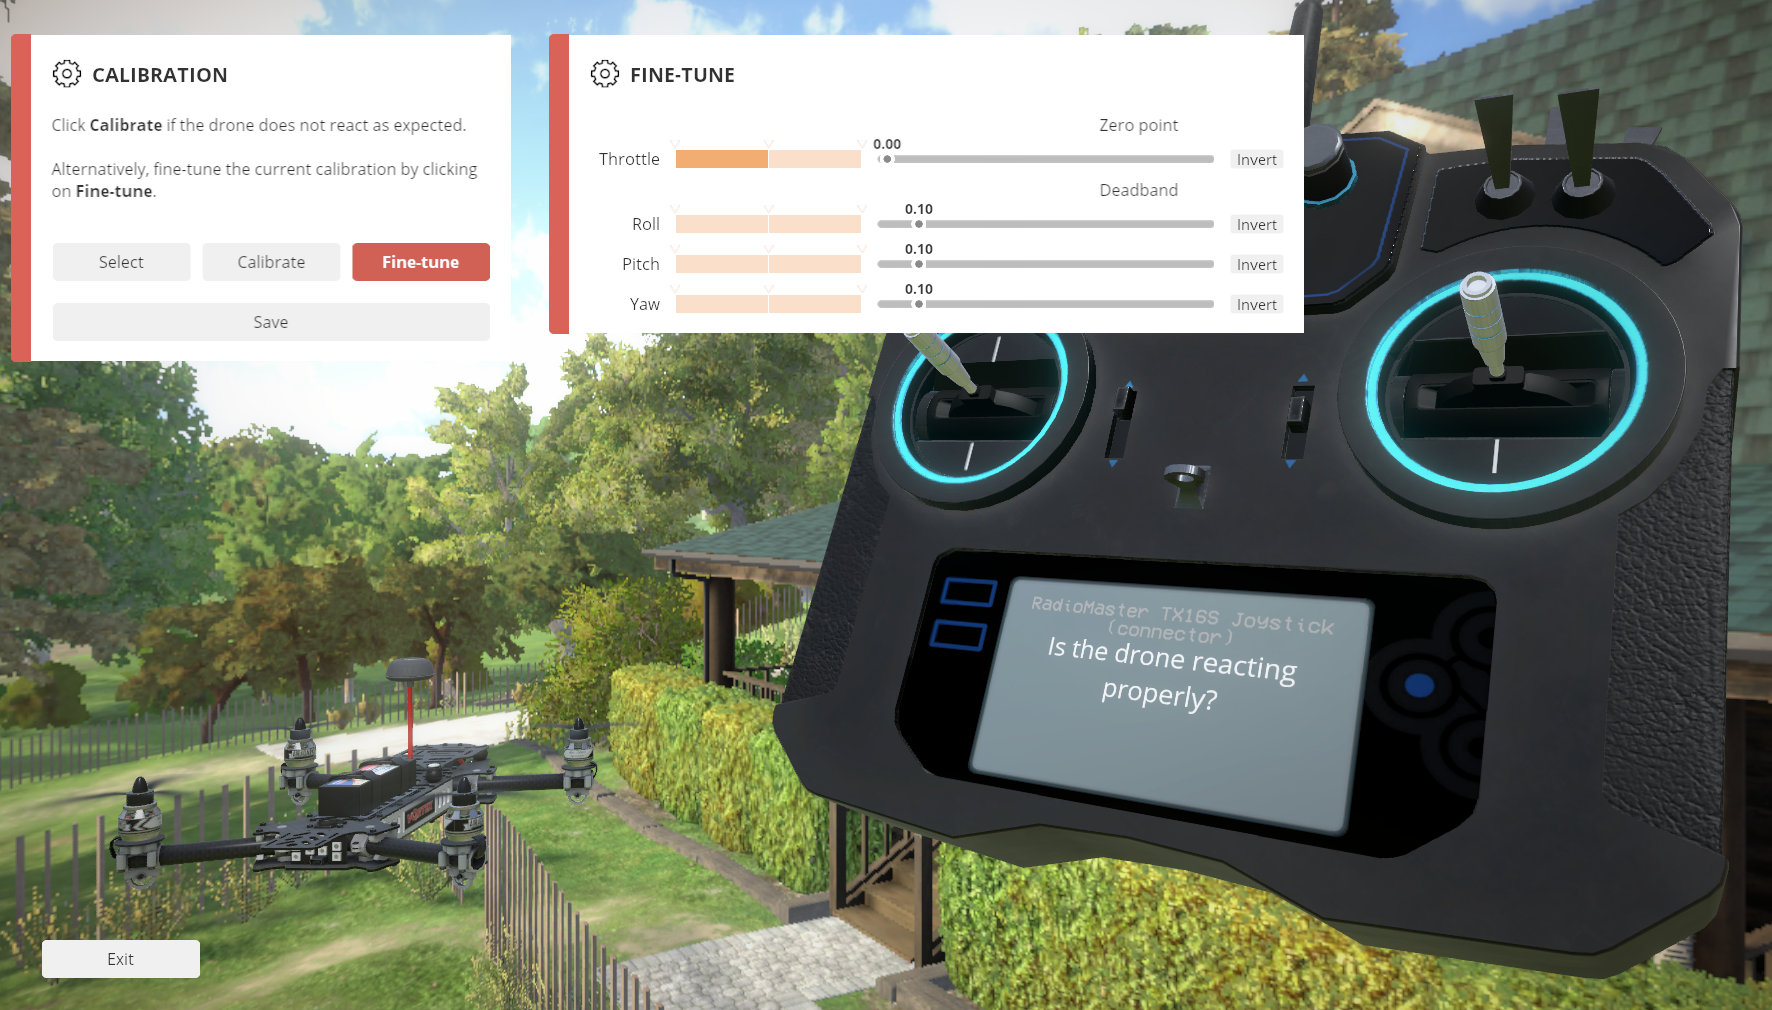 CALIBRATION
Click Calibrate if the drone does not react as expected.
Alternatively, fine-tune the current calibration by clicking
on Fine-tune.
Select
Calibrate
Fine-tune
Save
FINE-TUNE
Zero point
Throttle
0.00
Invert
Deadband
Roll
0.10
Invert
Pitch
0.10
Invert
Yaw
0.10
Invert
RadioMaster TX16S Joystick
(connector)
Is the drone reacting
properly?
Exit